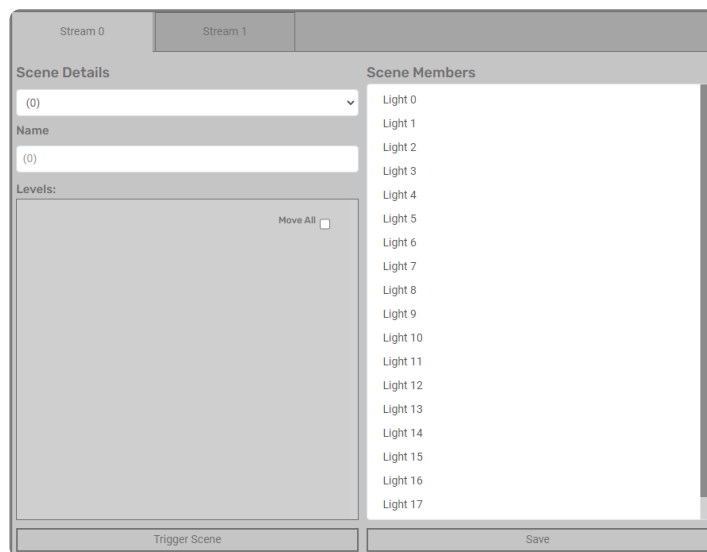 Stream 0
Stream 1
Scene Details
(0)
Name
(0)
Levels:
Move All
Trigger Scene
Scene Members
Light 0
Light 1
Light 2
Light 3
Light 4
Light 5
Light 6
Light 7
Light 8
Light 9
Light 10
Light 11
Light 12
Light 13
Light 14
Light 15
Light 16
Light 17
Save